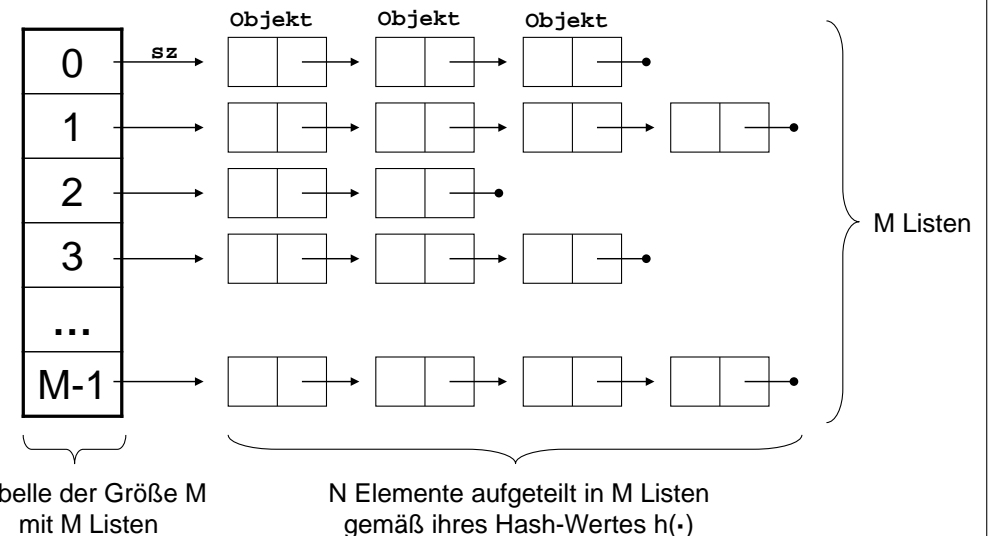 Objekt Objekt Objekt
0 sz
1
2
3
...
M-1
M Listen
belle der Größe M
mit M Listen
N Elemente aufgeteilt in M Listen
gemäß ihres Hash-Wertes h(·)